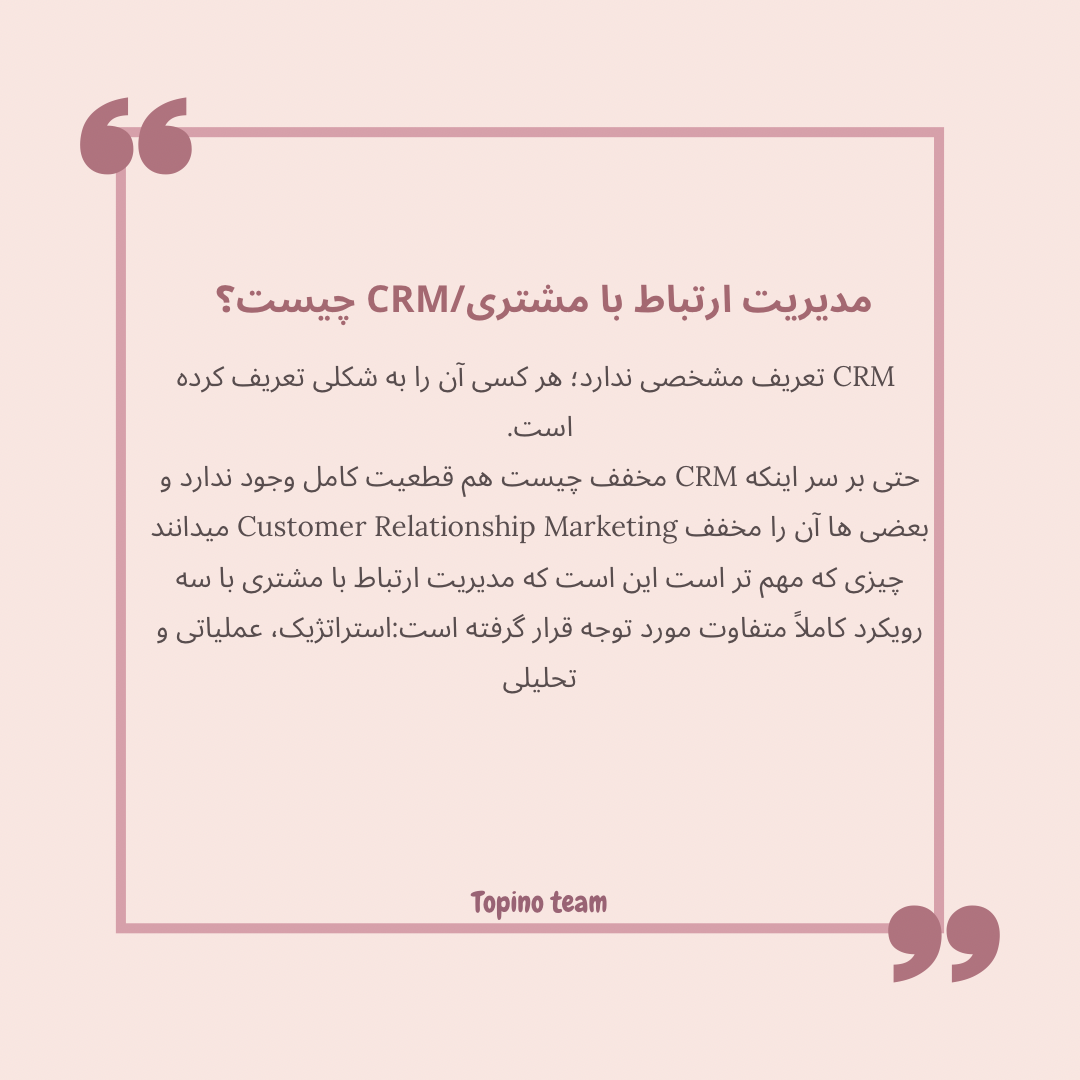 مدیریت ارتباط با مشتری/CRM چیست؟
CRM تعریف مشخصی ندارد؛ هر کسی آن را به شکلی تعریف کرده
است.
حتی بر سر اینکه CRM مخفف چیست هم قطعیت کامل وجود ندارد و
بعضی ها آن را مخفف Customer Relationship Marketing میدانند
چیزی که مهم تر است این است که مدیریت ارتباط با مشتری با سه
رویکرد کاملاً متفاوت مورد توجه قرار گرفته است:استراتژیک، عملیاتی و
تحلیلی
Topino team